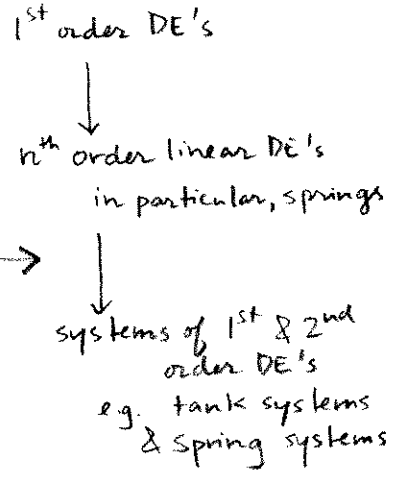 1st order DE's
nth order linear DE's
in particular, springs
systems of 1st & 2nd
order DE's
e.g. tank systems
& spring systems